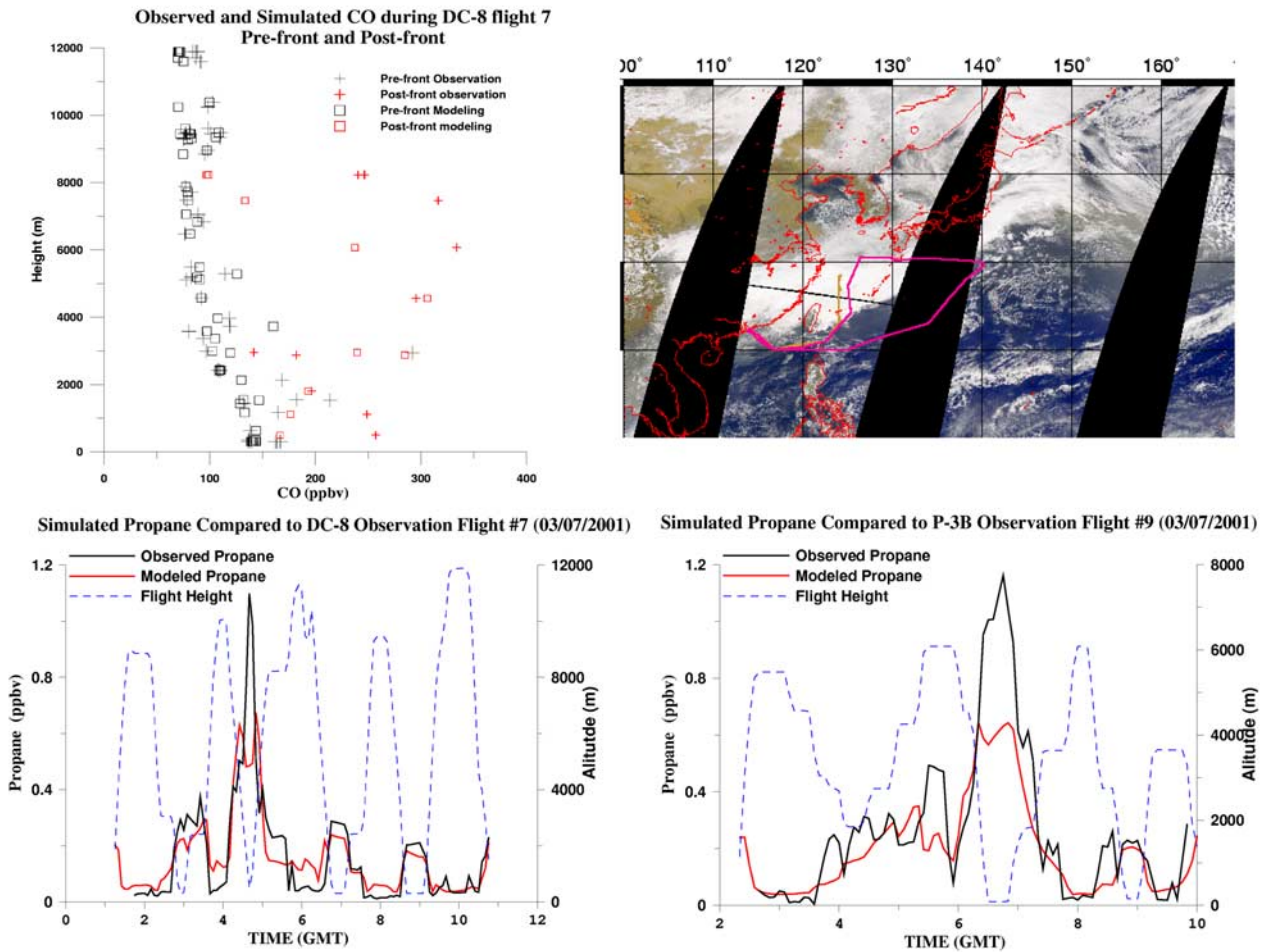 Observed and Simulated CO during DC-8 flight 7
Pre-front and Post-front
12000
10000
8000
6000
4000
2000
0
Height (m)
Pre-front Observation
Post-front observation
Pre-front Modeling
Post-front modeling
0 100 200 300 400
CO (ppbv)
00° 110° 120° 130° 140° 150° 160°
Simulated Propane Compared to DC-8 Observation Flight #7 (03/07/2001)
Observed Propane
Modeled Propane
Flight Height
1.2
0.8
0.4
0
Propane (ppbv)
12000
8000
4000
0
Alitutde (m)
0 2 4 6 8 10 12
TIME (GMT)
Simulated Propane Compared to P-3B Observation Flight #9 (03/07/2001)
Observed Propane
Modeled Propane
Flight Height
1.2
0.8
0.4
0
Propane (ppbv)
8000
6000
4000
2000
0
Alitutde (m)
2 4 6 8 10
TIME (GMT)